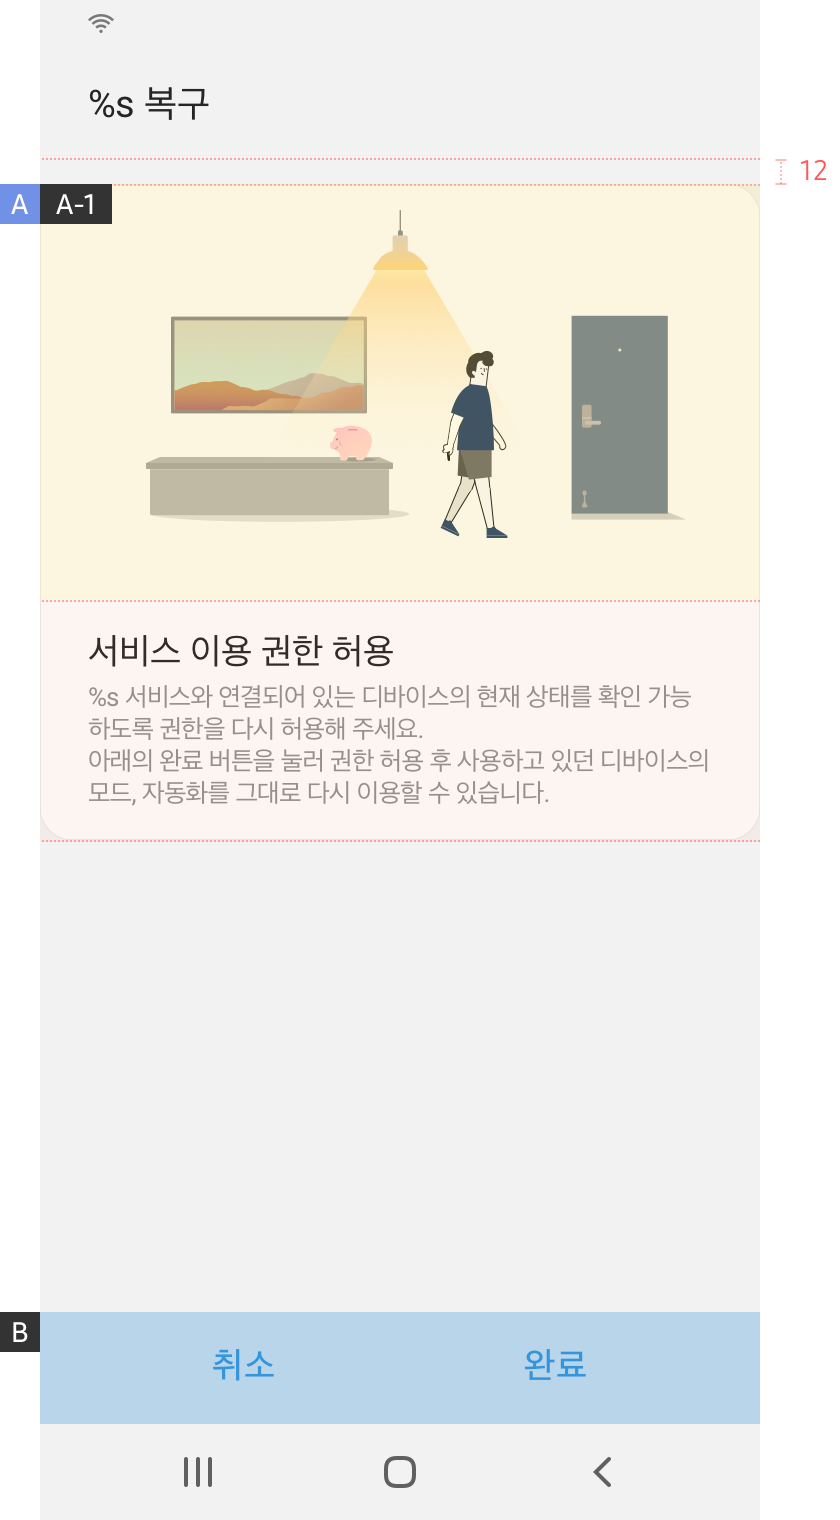 %s 복구
12
A A-1
서비스 이용 권한 허용
%s 서비스와 연결되어 있는 디바이스의 현재 상태를 확인 가능
하도록 권한을 다시 허용해 주세요.
아래의 완료 버튼을 눌러 권한 허용 후 사용하고 있던 디바이스의
모드, 자동화를 그대로 다시 이용할 수 있습니다.
B
취소 완료